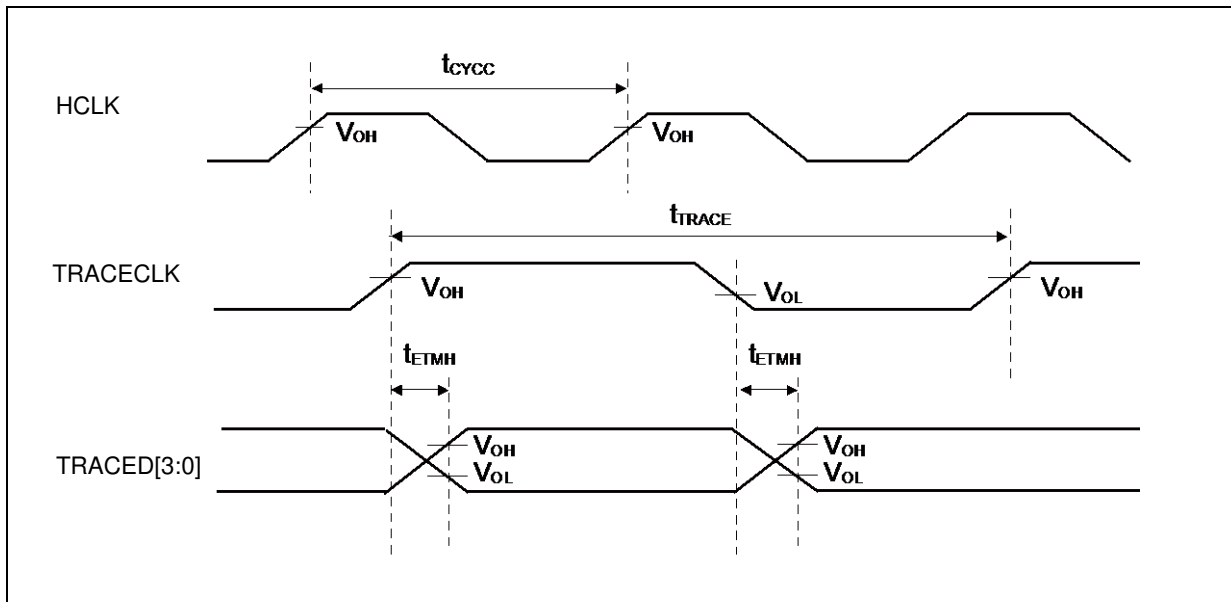 tCYCC
HCLK
VOH
VOH
tTRACE
TRACECLK
VOH
VOL
VOH
tETMH
tETMH
TRACED[3:0]
VOH
VOL
VOH
VOL